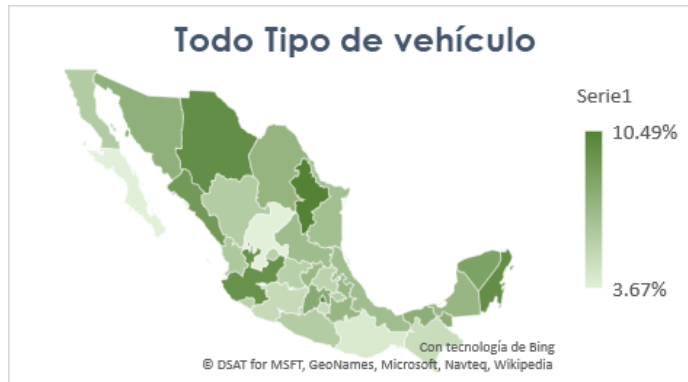 Todo Tipo de vehículo
Serie1
10.49%
3.67%
Con tecnología de Bing
© DSAT for MSFT, GeoNames, Microsoft, Navteq, Wikipedia